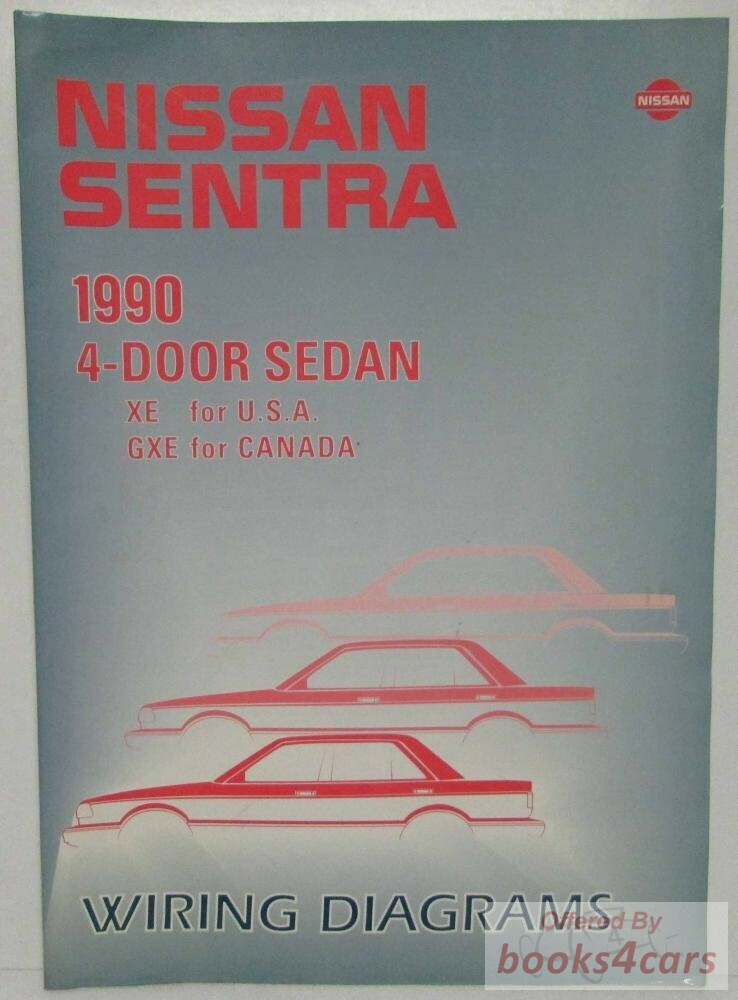 NISSAN
SENTRA
NISSAN
1990
4-DOOR SEDAN
XE for U.S.A.
GXE for CANADA
WIRING DIAGRAMS
Offered By
books4cars